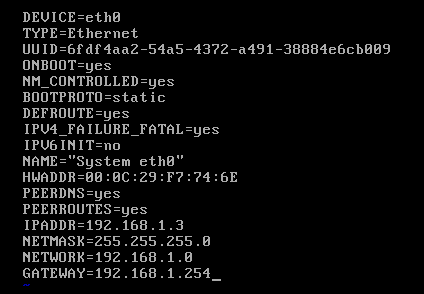 DEVICE=eth0
TYPE=Ethernet
UUID=6fdf4aa2-54a5-4372-a491-38884e6cb009
ONBOOT=yes
NM_CONTROLLED=yes
BOOTPROTO=static
DEFROUTE=yes
IPV4_FAILURE_FATAL=yes
IPV6INIT=no
NAME="System eth0"
HWADDR=00:0C:29:F7:74:6E
PEERDNS=yes
PEERROUTES=yes
IPADDR=192.168.1.3
NETMASK=255.255.255.0
NETWORK=192.168.1.0
GATEWAY=192.168.1.254